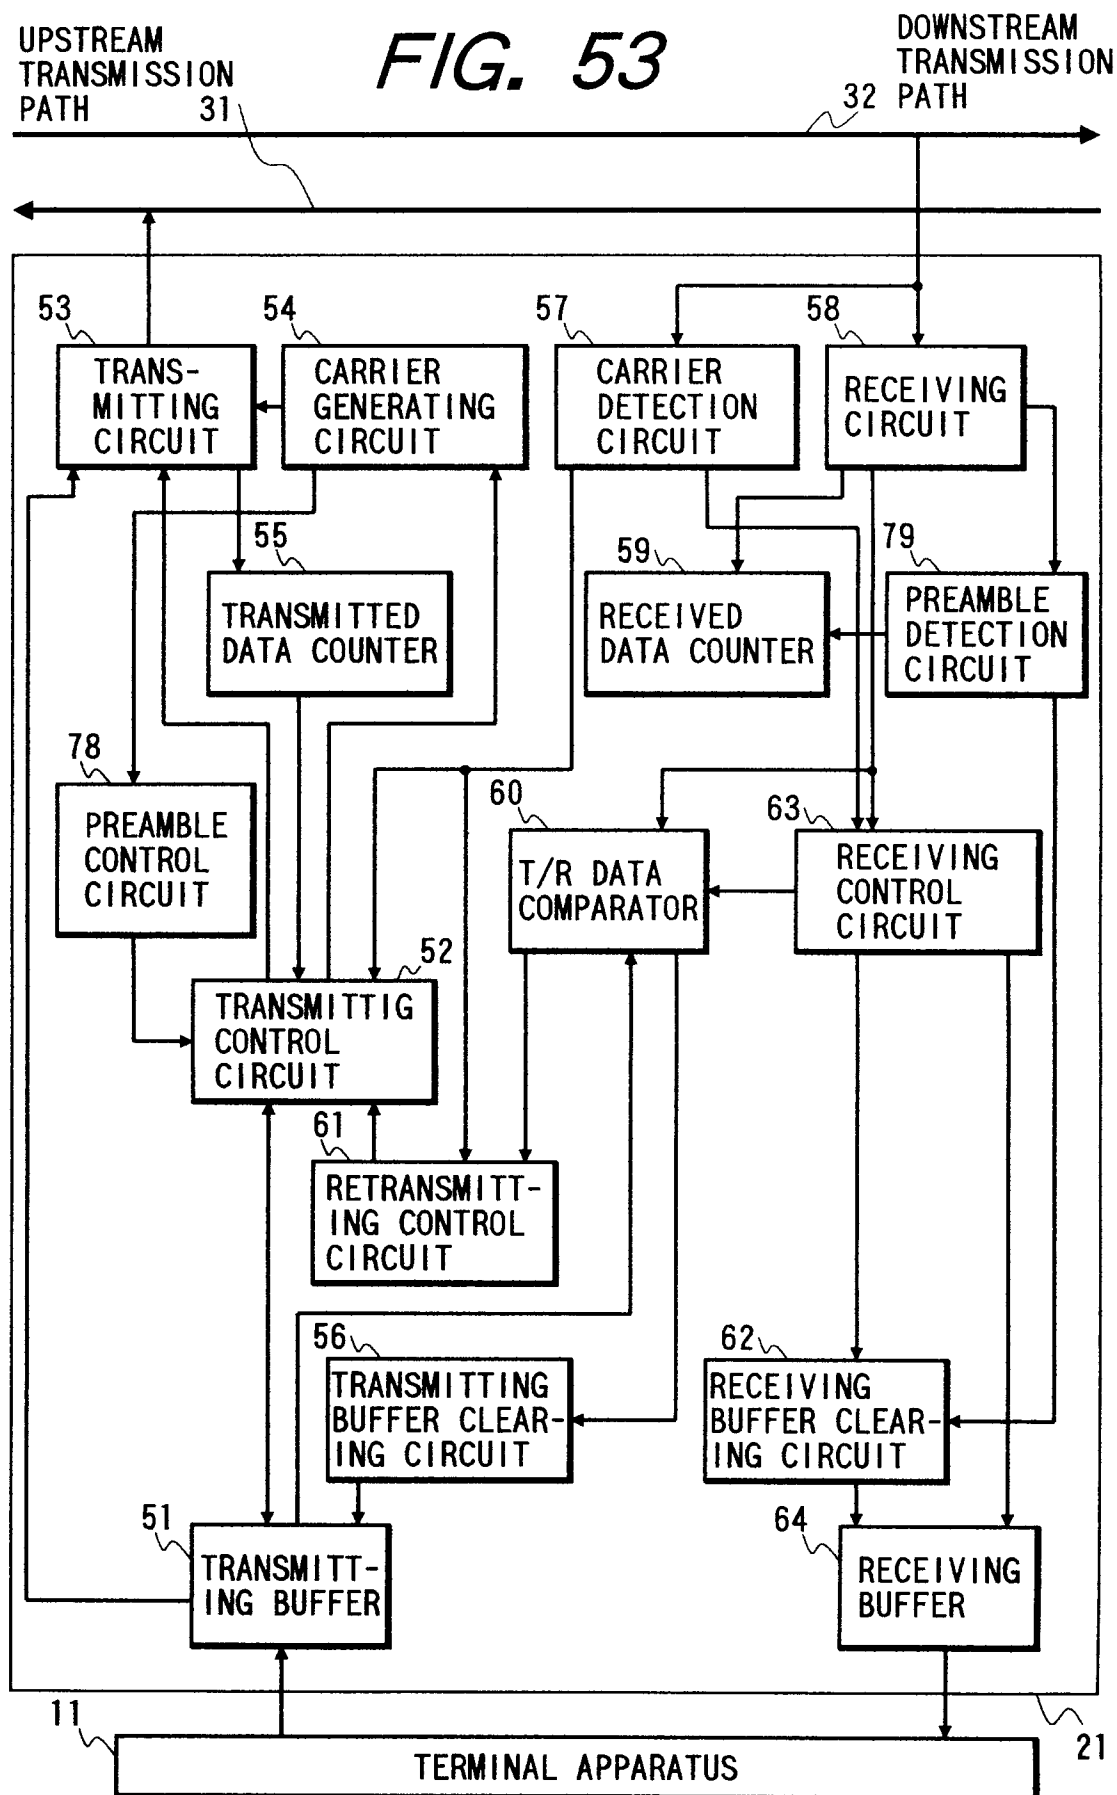 FIG. 53
UPSTREAM
TRANSMISSION
PATH
31
DOWNSTREAM
TRANSMISSION
PATH
32
53
TRANS-
MITTING
CIRCUIT
54
CARRIER
GENERATING
CIRCUIT
57
CARRIER
DETECTION
CIRCUIT
58
RECEIVING
CIRCUIT
55
TRANSMITTED
DATA COUNTER
59
RECEIVED
DATA COUNTER
79
PREAMBLE
DETECTION
CIRCUIT
78
PREAMBLE
CONTROL
CIRCUIT
60
T/R DATA
COMPARATOR
63
RECEIVING
CONTROL
CIRCUIT
52
TRANSMITTIG
CONTROL
CIRCUIT
61
RETRANSMITT-
ING CONTROL
CIRCUIT
56
TRANSMITTING
BUFFER CLEAR-
ING CIRCUIT
62
RECEIVING
BUFFER CLEAR-
ING CIRCUIT
51
TRANSMITT-
ING BUFFER
64
RECEIVING
BUFFER
11
TERMINAL APPARATUS
21